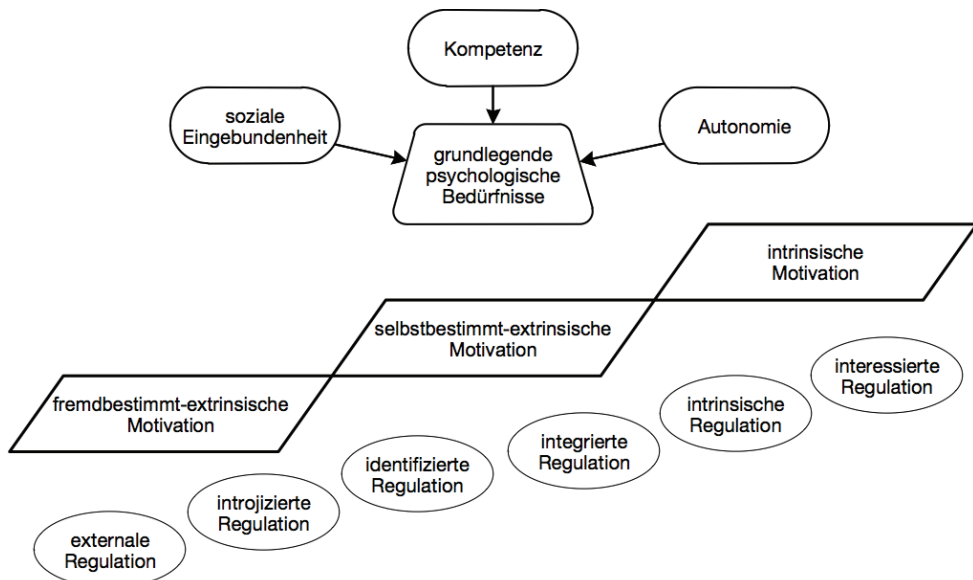 Kompetenz
soziale
Eingebundenheit
Autonomie
grundlegende
psychologische
Bedürfnisse
intrinsische
Motivation
selbstbestimmt-extrinsische
Motivation
fremdbestimmt-extrinsische
Motivation
interessierte
Regulation
intrinsische
Regulation
integrierte
Regulation
identifizierte
Regulation
introjizierte
Regulation
externale
Regulation